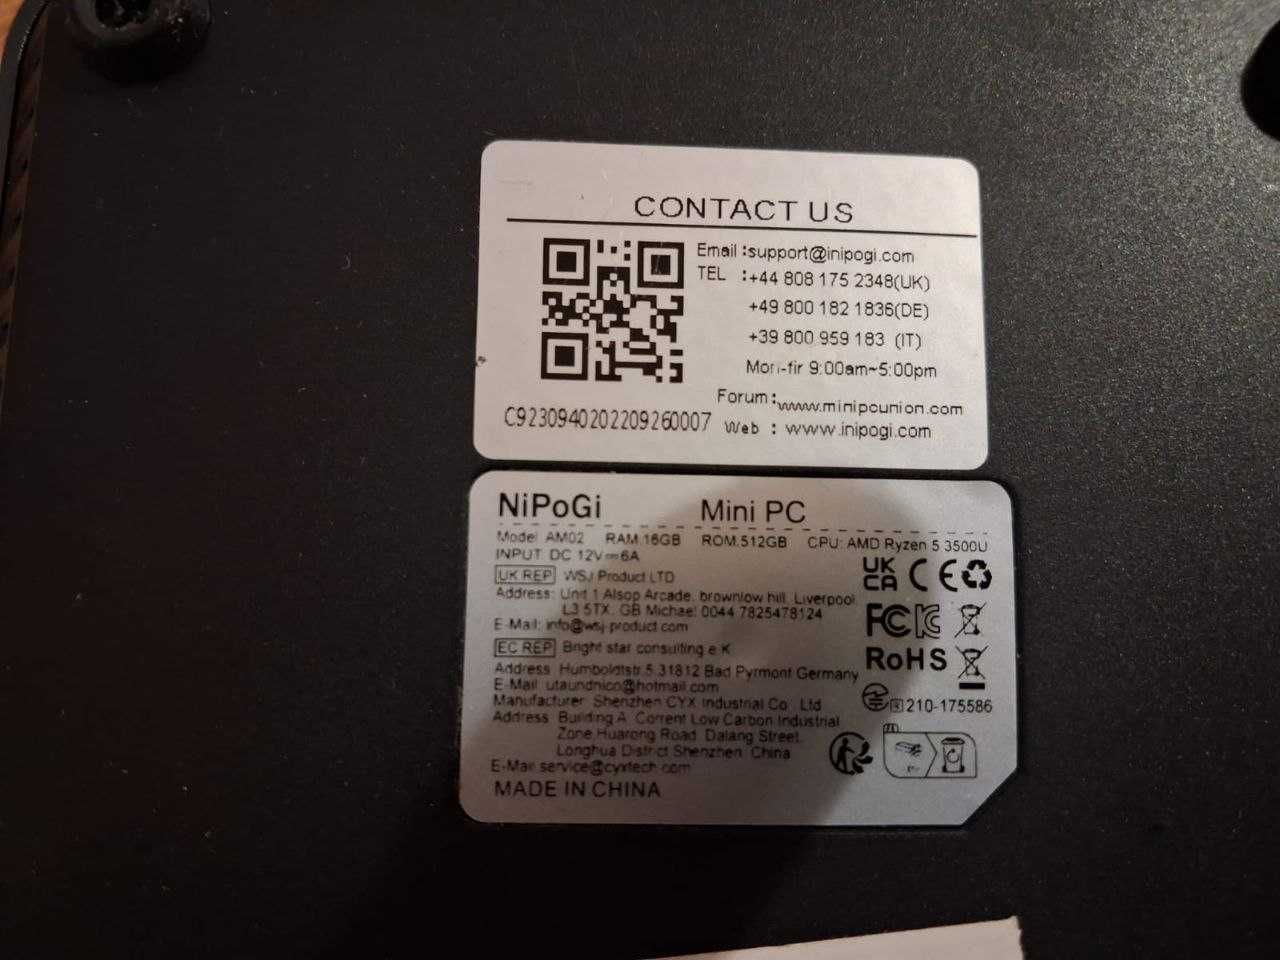 CONTACT US
Email :support@inipogi.com
TEL :+44 808 175 2348(UK)
+49 800 182 1836(DE)
+39 800 959 183 (IT)
Mon-fir 9:00am~5:00pm
Forum:www.minipcunion.com
C9230940202209260007
Web : www.inipogi.com
NiPoGi Mini PC
Model AM02 RAM:16GB ROM:512GB CPU: AMD Ryzen 5 3500U
INPUT: DC 12V⎓6A
UK REP WSJ Product LTD
Address: Unit 1 Alsop Arcade, brownlow hill, Liverpool
L3 5TX, GB Michael 0044 7825478124
E-Mail: info@wsj-product.com
EC REP Bright star consulting e.K
Address: Humboldtstr.5 31812 Bad Pyrmont Germany
E-Mail: utaundnico@hotmail.com
Manufacturer: Shenzhen CYX Industrial Co., Ltd
Address: Building A, Corrent Low Carbon Industrial
Zone,Huarong Road, Dalang Street,
Longhua District Shenzhen, China
E-Mail service@cyxtech.com
MADE IN CHINA
UK
CA CE
FC
RoHS
R 210-175586